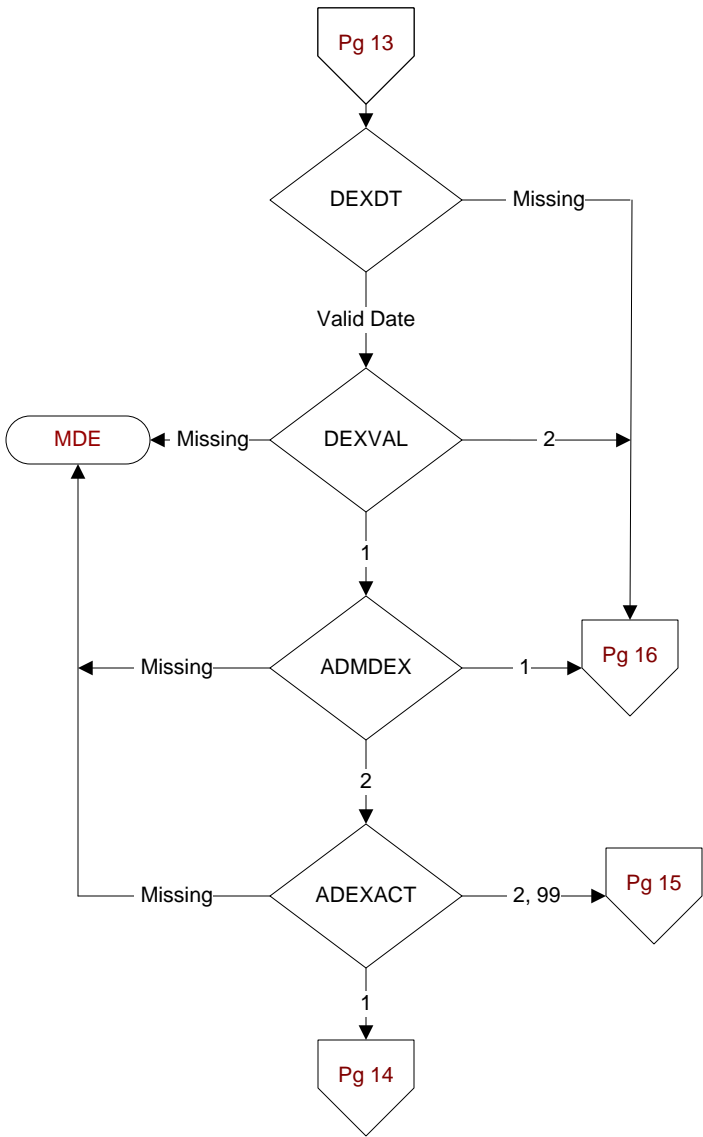 Pg 13
DEXDT
Missing
Valid Date
MDE
Missing
DEXVAL
2
1
Missing
ADMDEX
1
Pg 16
2
Missing
ADEXACT
2, 99
Pg 15
1
Pg 14